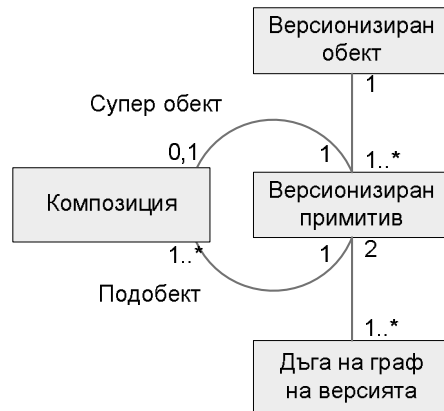 Версионизиран
обект
1
Супер обект
0,1
1
1..*
Композиция
Версионизиран
примитив
1..*
1
2
Подобект
1..*
Дъга на граф
на версията